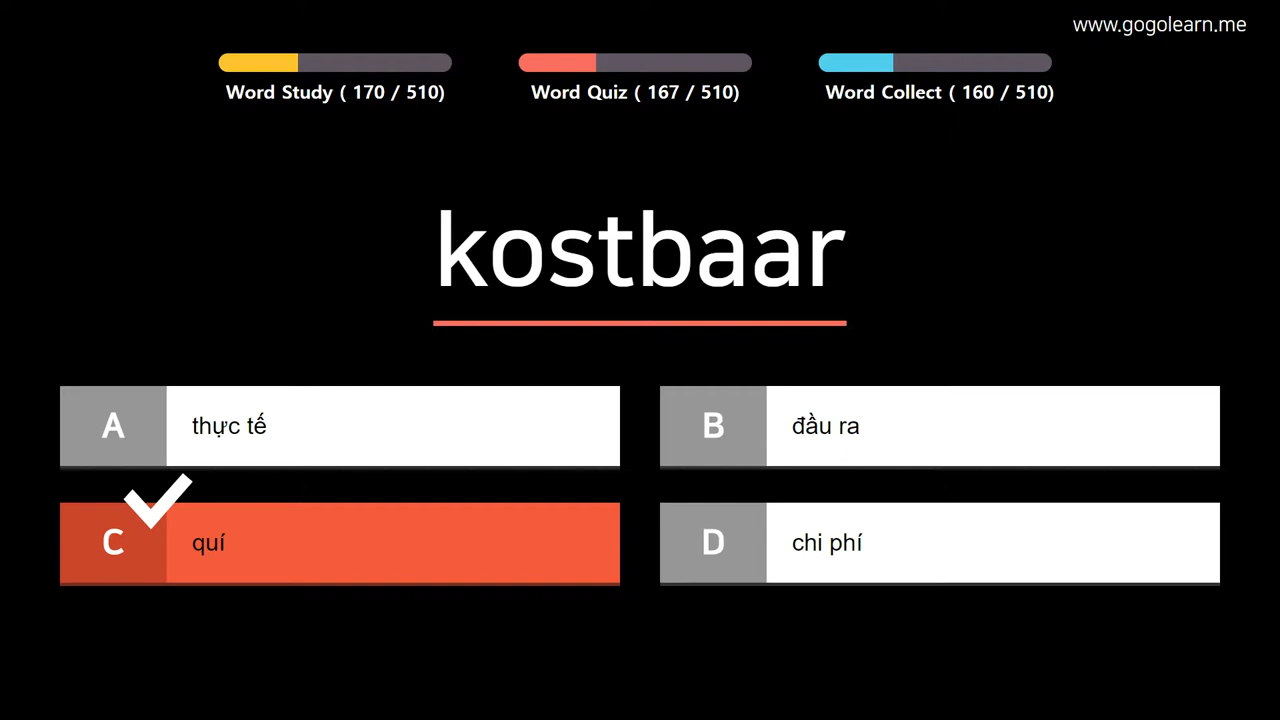 www.gogolearn.me
Word Study ( 170 / 510)
Word Quiz ( 167 / 510)
Word Collect ( 160 / 510)
kostbaar
A thực tế
B đầu ra
C quí
D chi phí